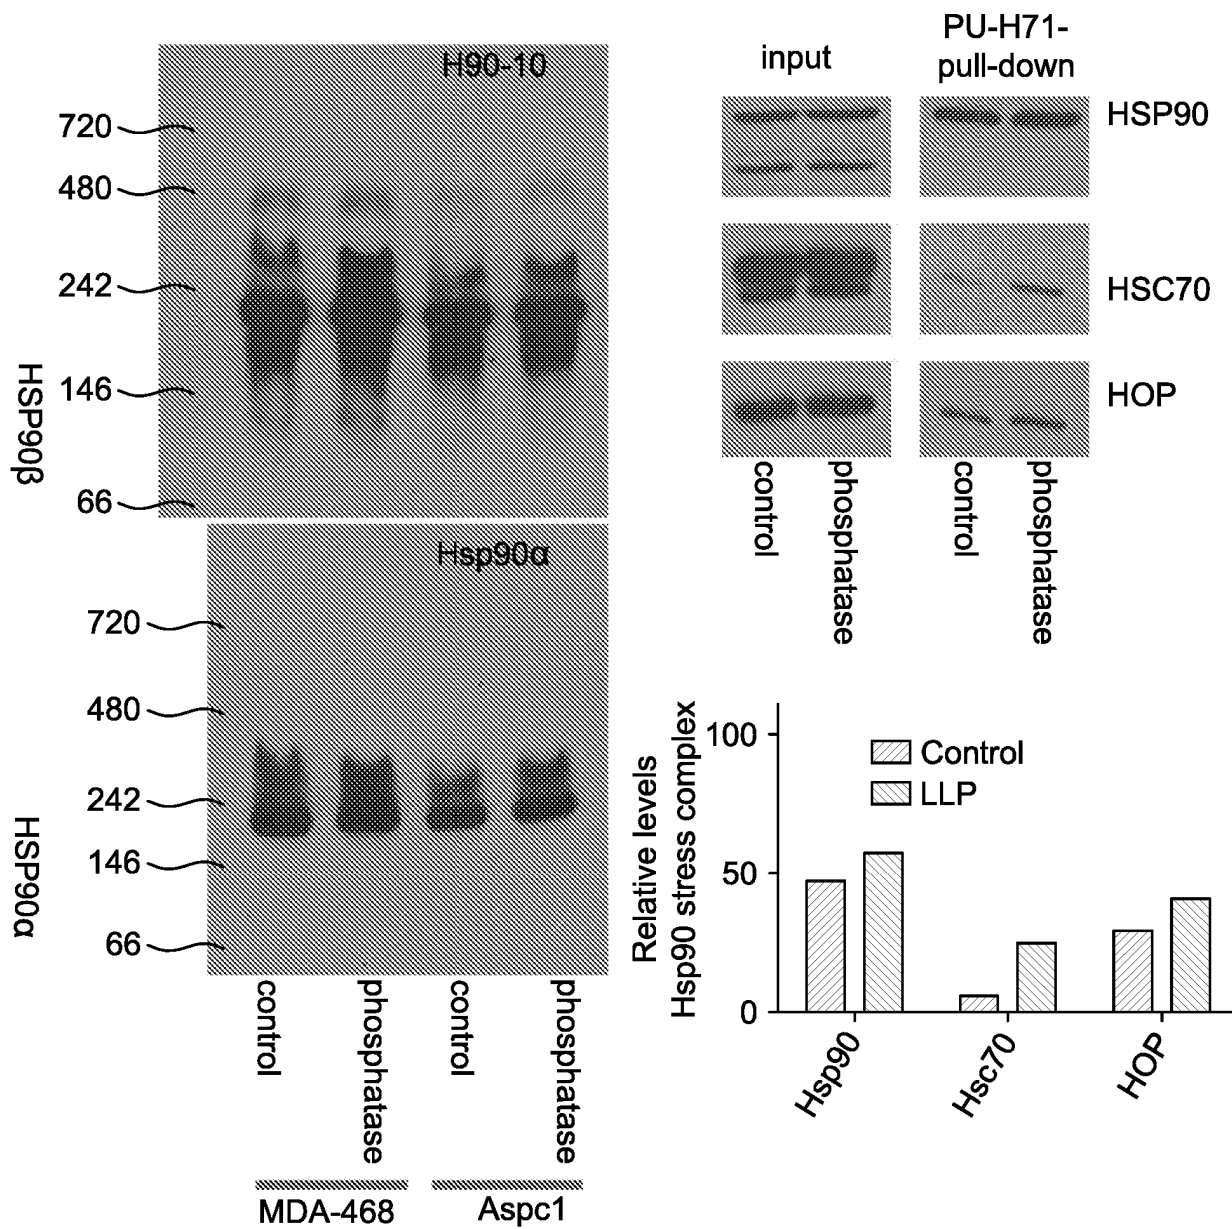 H90-10
720
480
242
146
66
HSP90β
Hsp90α
720
480
242
146
66
HSP90α
control
phosphatase
control
phosphatase
MDA-468
Aspc1
input
PU-H71-
pull-down
HSP90
HSC70
HOP
control
phosphatase
control
phosphatase
Relative levels
Hsp90 stress complex
100
50
0
Control
LLP
Hsp90
Hsc70
HOP